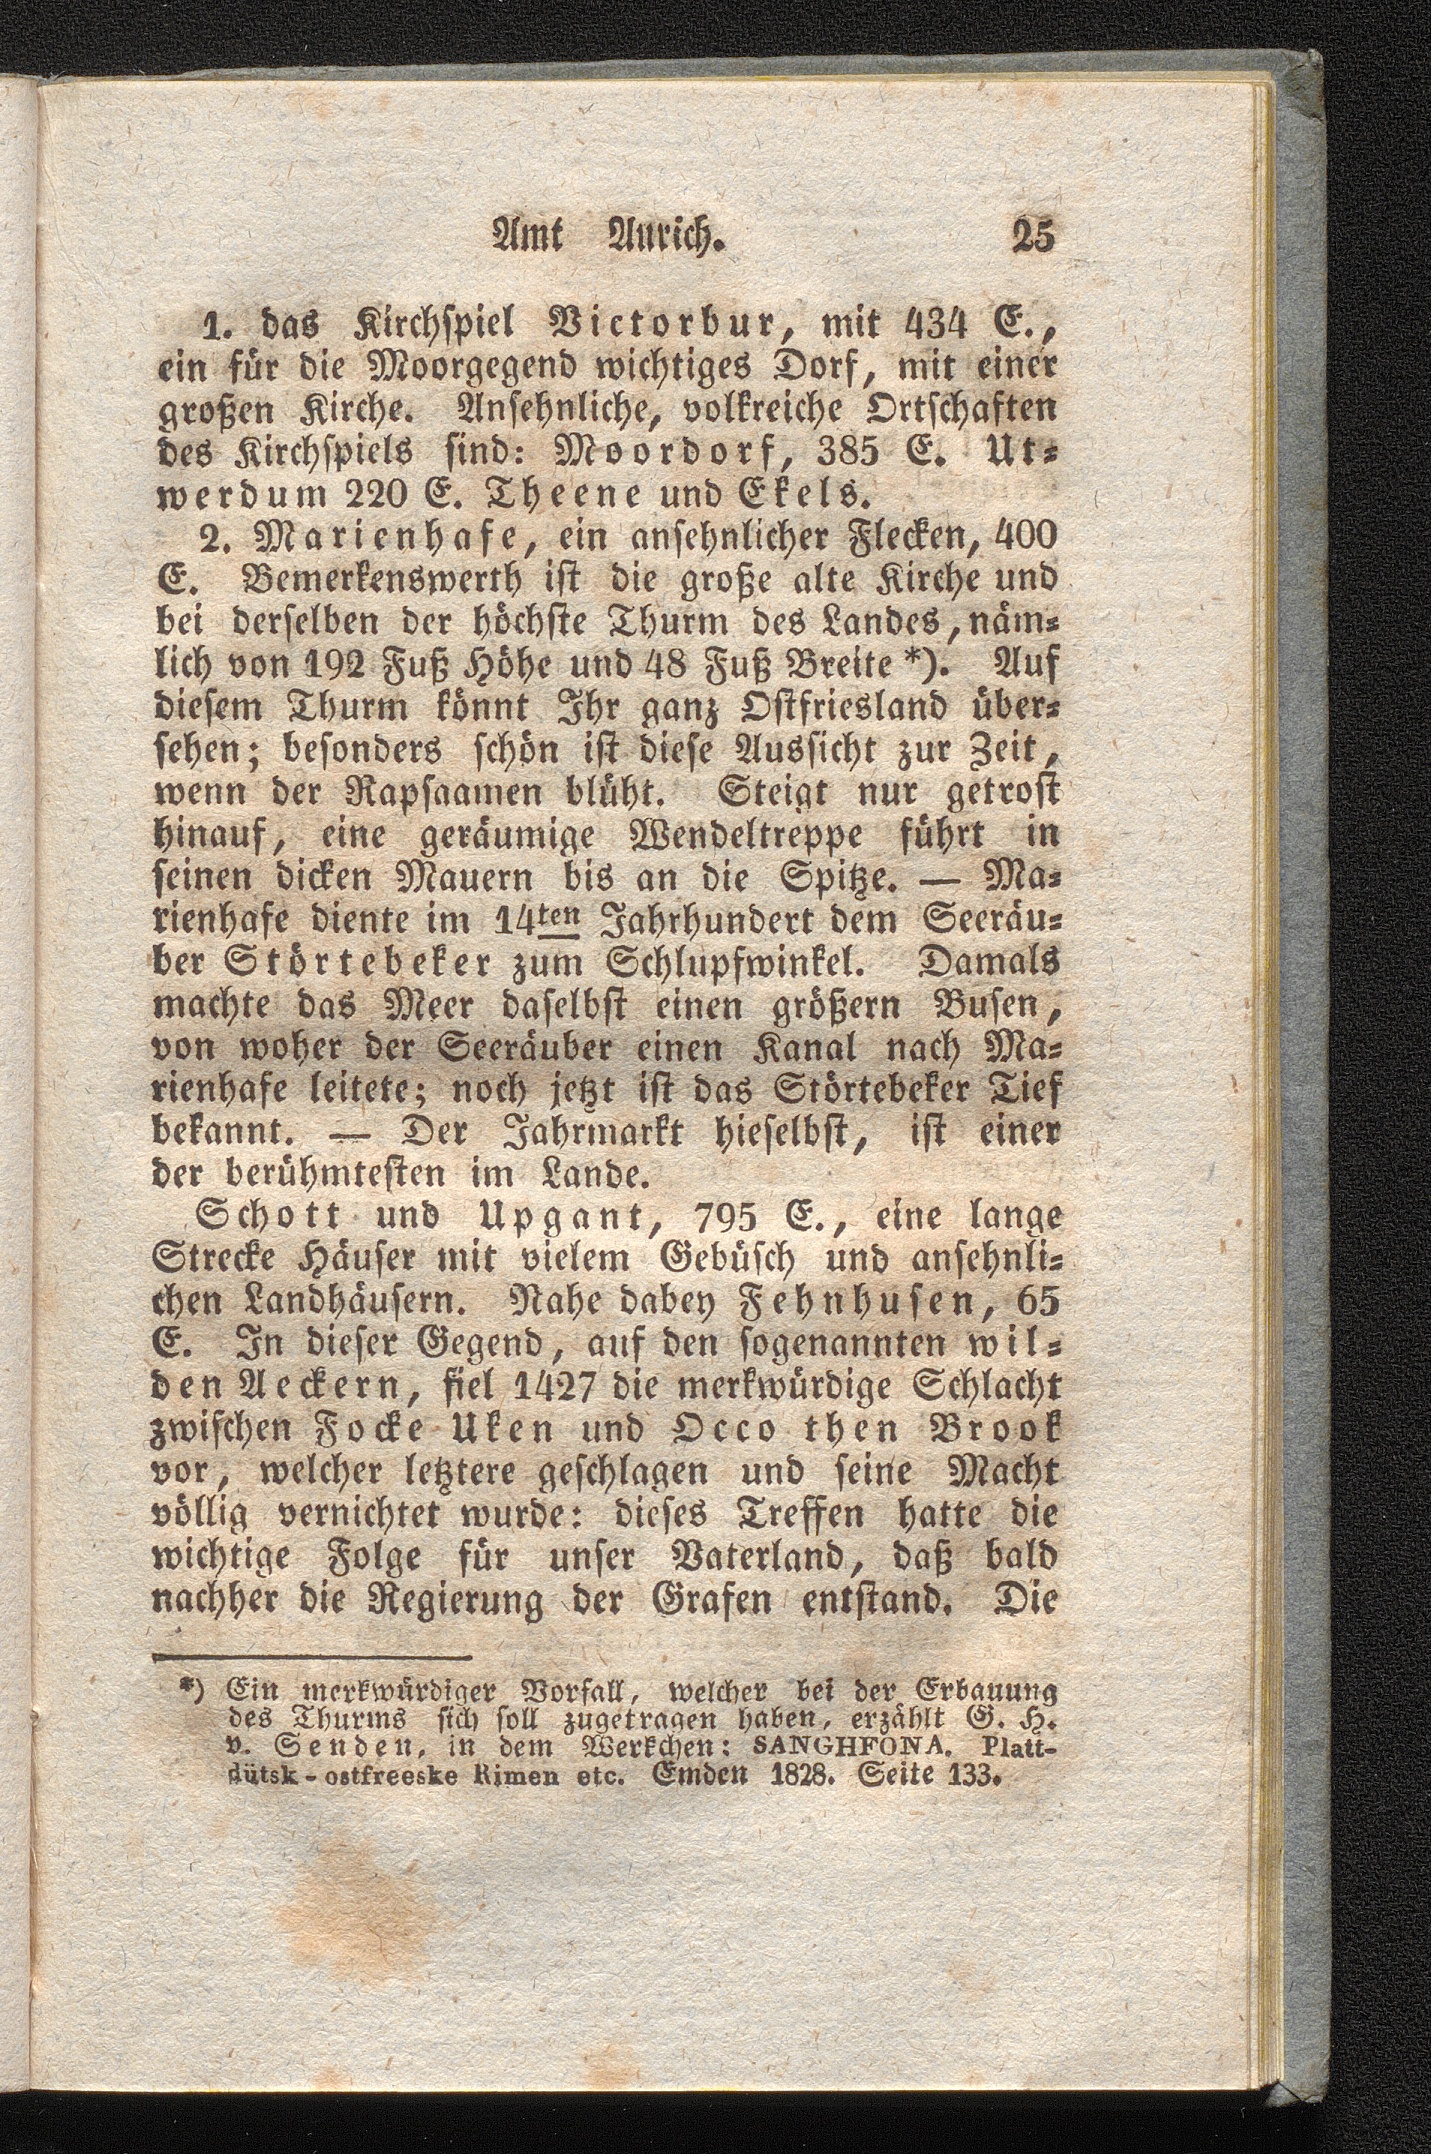 Amt Aurich. 25
1. das Kirchspiel Victorbur, mit 434 E.,
ein für die Moorgegend wichtiges Dorf, mit einer
großen Kirche. Ansehnliche, volkreiche Ortschaften
des Kirchspiels sind: Moordorf, 385 E. Ut-
werdum 220 E. Theene und Ekels.
2. Marienhafe, ein ansehnlicher Flecken, 400
E. Bemerkenswerth ist die große alte Kirche und
bei derselben der höchste Thurm des Landes, näm-
lich von 192 Fuß Höhe und 48 Fuß Breite *). Auf
diesem Thurm könnt Ihr ganz Ostfriesland über-
sehen; besonders schön ist diese Aussicht zur Zeit,
wenn der Rapsaamen blüht. Steigt nur getrost
hinauf, eine geräumige Wendeltreppe führt in
seinen dicken Mauern bis an die Spitze. — Ma-
rienhafe diente im 14ten Jahrhundert dem Seeräu-
ber Störtebeker zum Schlupfwinkel. Damals
machte das Meer daselbst einen größern Busen,
von woher der Seeräuber einen Kanal nach Ma-
rienhafe leitete; noch jetzt ist das Störtebeker Tief
bekannt. — Der Jahrmarkt hieselbst, ist einer
der berühmtesten im Lande.
Schott und Upgant, 795 E., eine lange
Strecke Häuser mit vielem Gebüsch und ansehnli-
chen Landhäusern. Nahe dabey Fehnhusen, 65
E. In dieser Gegend, auf den sogenannten wil-
den Aeckern, fiel 1427 die merkwürdige Schlacht
zwischen Focke Uken und Occo then Brook
vor, welcher letztere geschlagen und seine Macht
völlig vernichtet wurde: dieses Treffen hatte die
wichtige Folge für unser Vaterland, daß bald
nachher die Regierung der Grafen entstand. Die
*) Ein merkwürdiger Vorfall, welcher bei der Erbauung
des Thurms sich soll zugetragen haben, erzählt G. H.
v. Senden, in dem Werkchen: SANGHFONA. Platt-
dütsk-ostfreeske Rimen etc. Emden 1828. Seite 133.